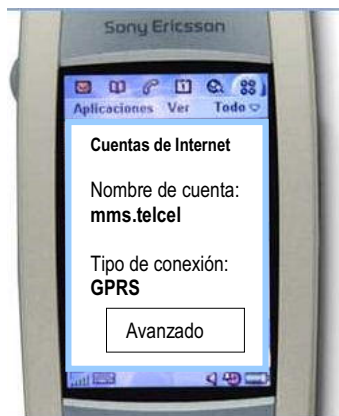 Sony Ericsson
Aplicaciones Ver Todo
Cuentas de Internet
Nombre de cuenta:
mms.telcel
Tipo de conexión:
GPRS
Avanzado